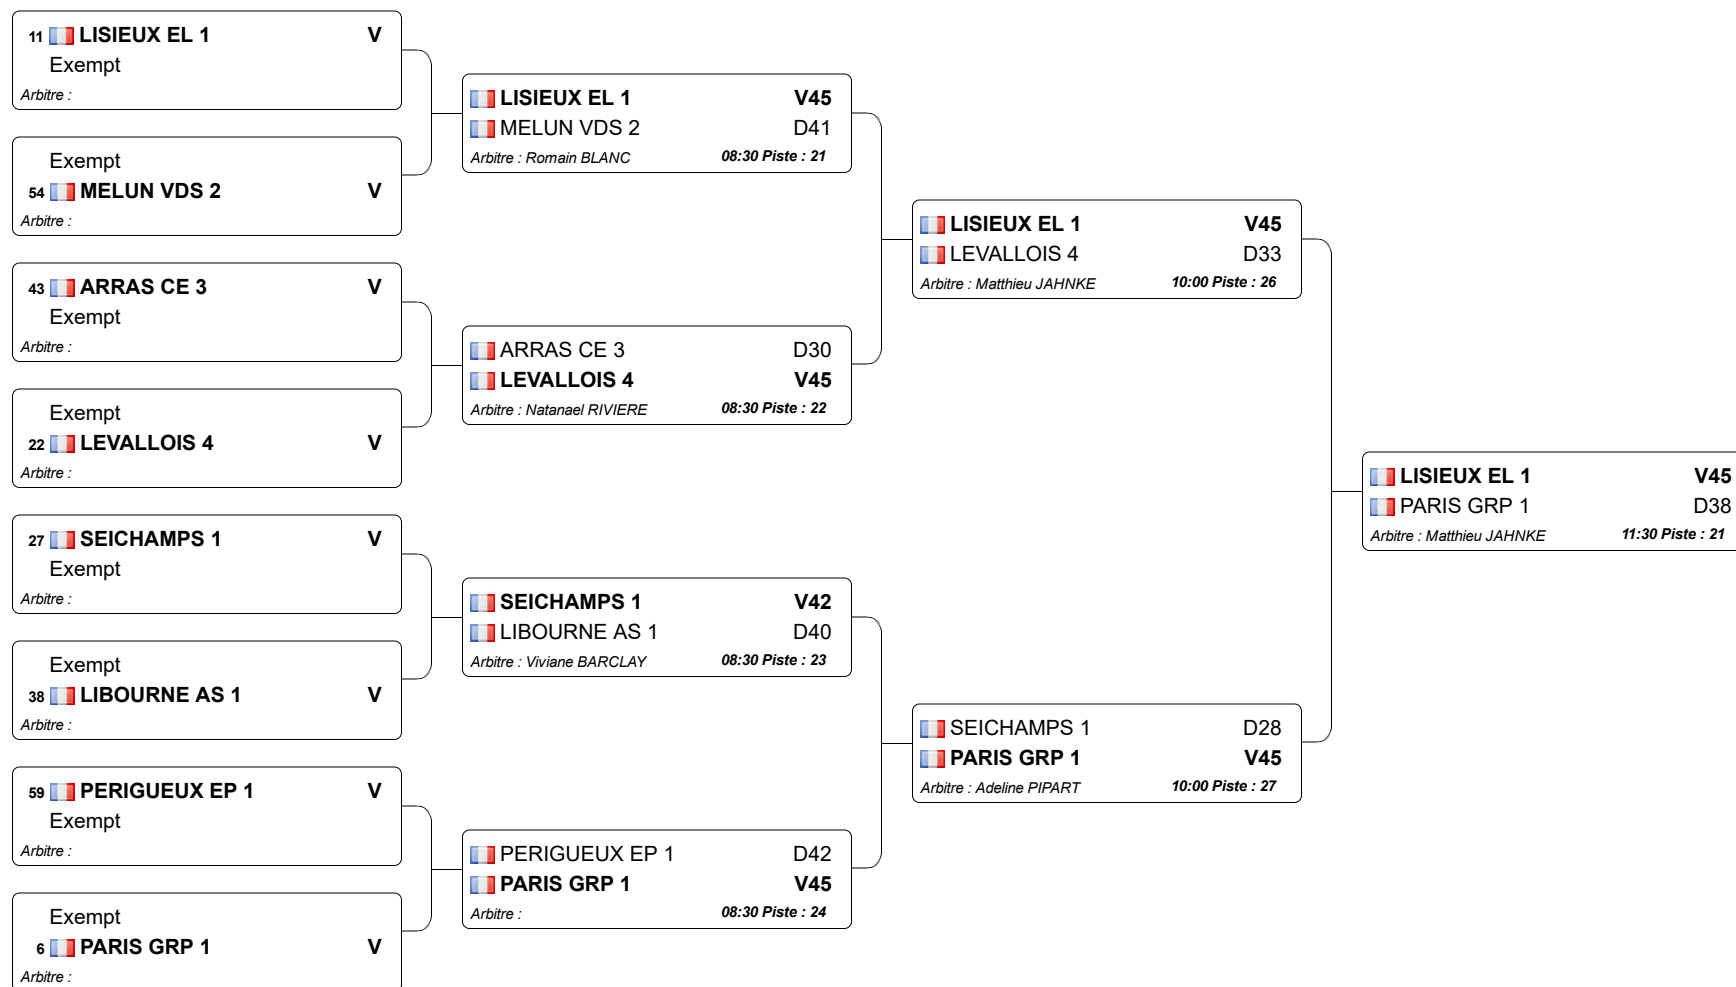 11 LISIEUX EL 1 V
Exempt
Arbitre :
Exempt
54 MELUN VDS 2 V
Arbitre :
43 ARRAS CE 3 V
Exempt
Arbitre :
Exempt
22 LEVALLOIS 4 V
Arbitre :
27 SEICHAMPS 1 V
Exempt
Arbitre :
Exempt
38 LIBOURNE AS 1 V
Arbitre :
59 PERIGUEUX EP 1 V
Exempt
Arbitre :
Exempt
6 PARIS GRP 1 V
Arbitre :
LISIEUX EL 1 V45
MELUN VDS 2 D41
Arbitre : Romain BLANC 08:30 Piste : 21
ARRAS CE 3 D30
LEVALLOIS 4 V45
Arbitre : Natanael RIVIERE 08:30 Piste : 22
SEICHAMPS 1 V42
LIBOURNE AS 1 D40
Arbitre : Viviane BARCLAY 08:30 Piste : 23
PERIGUEUX EP 1 D42
PARIS GRP 1 V45
Arbitre : 08:30 Piste : 24
LISIEUX EL 1 V45
LEVALLOIS 4 D33
Arbitre : Matthieu JAHNKE 10:00 Piste : 26
SEICHAMPS 1 D28
PARIS GRP 1 V45
Arbitre : Adeline PIPART 10:00 Piste : 27
LISIEUX EL 1 V45
PARIS GRP 1 D38
Arbitre : Matthieu JAHNKE 11:30 Piste : 21